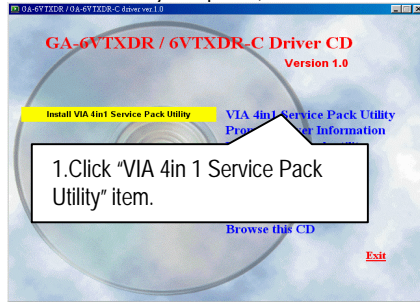 GA-6VTXDR / GA-6VTXDR-C driver ver.1.0
GA-6VTXDR / 6VTXDR-C Driver CD
Version 1.0
Install VIA 4in1 Service Pack Utility
VIA 4in1 Service Pack Utility
Information
1.Click “VIA 4in 1 Service Pack
Utility” item.
Browse this CD
Exit